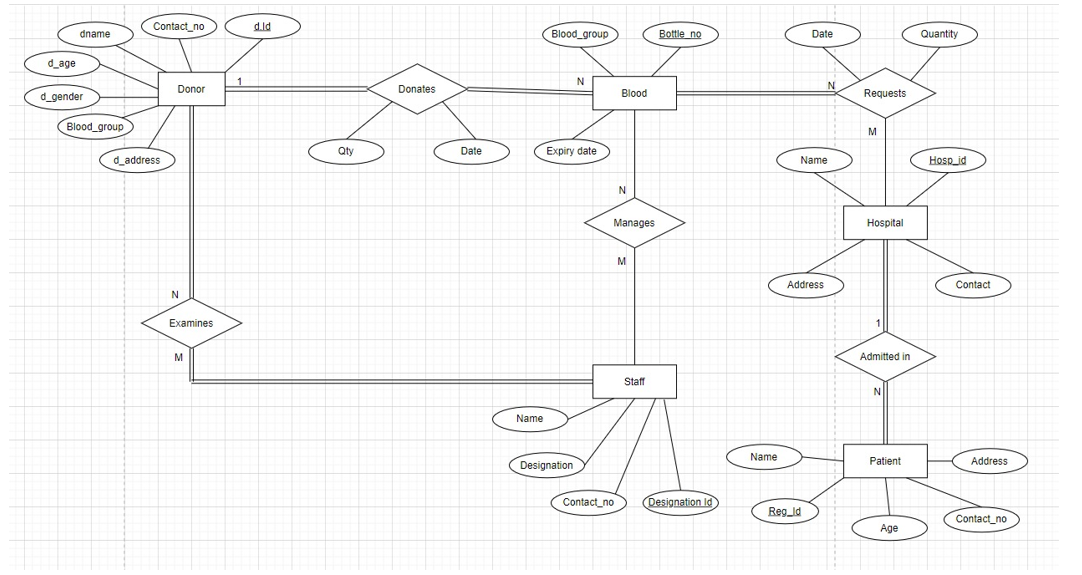 dname
Contact_no
d.Id
d_age
d_gender
Blood_group
d_address
Donor
1
Donates
Qty
Date
N
Blood_group
Bottle_no
Blood
Expiry date
N
Date
Quantity
Requests
M
Name
Hosp_id
Hospital
Address
Contact
N
Manages
M
N
Examines
M
1
Admitted in
N
Staff
Name
Designation
Contact_no
Designation Id
Name
Patient
Address
Reg_Id
Age
Contact_no